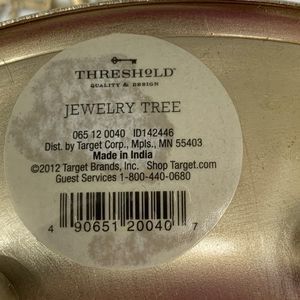 THRESHOLD
QUALITY & DESIGN
JEWELRY TREE
065 12 0040 ID142446
Dist. by Target Corp., Mpls., MN 55403
Made in India
©2012 Target Brands, Inc. Shop Target.com
Guest Services 1-800-440-0680
4 90651 20040 7